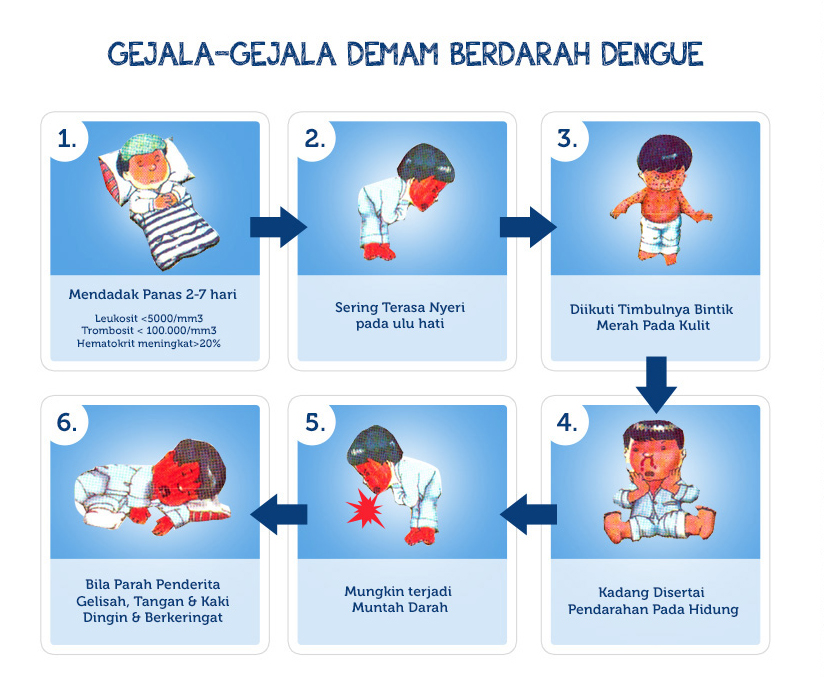 GEJALA-GEJALA DEMAM BERDARAH DENGUE
1.
Mendadak Panas 2-7 hari
Leukosit <5000/mm3
Trombosit < 100.000/mm3
Hematokrit meningkat>20%
2.
Sering Terasa Nyeri
pada ulu hati
3.
Diikuti Timbulnya Bintik
Merah Pada Kulit
4.
Kadang Disertai
Pendarahan Pada Hidung
5.
Mungkin terjadi
Muntah Darah
6.
Bila Parah Penderita
Gelisah, Tangan & Kaki
Dingin & Berkeringat